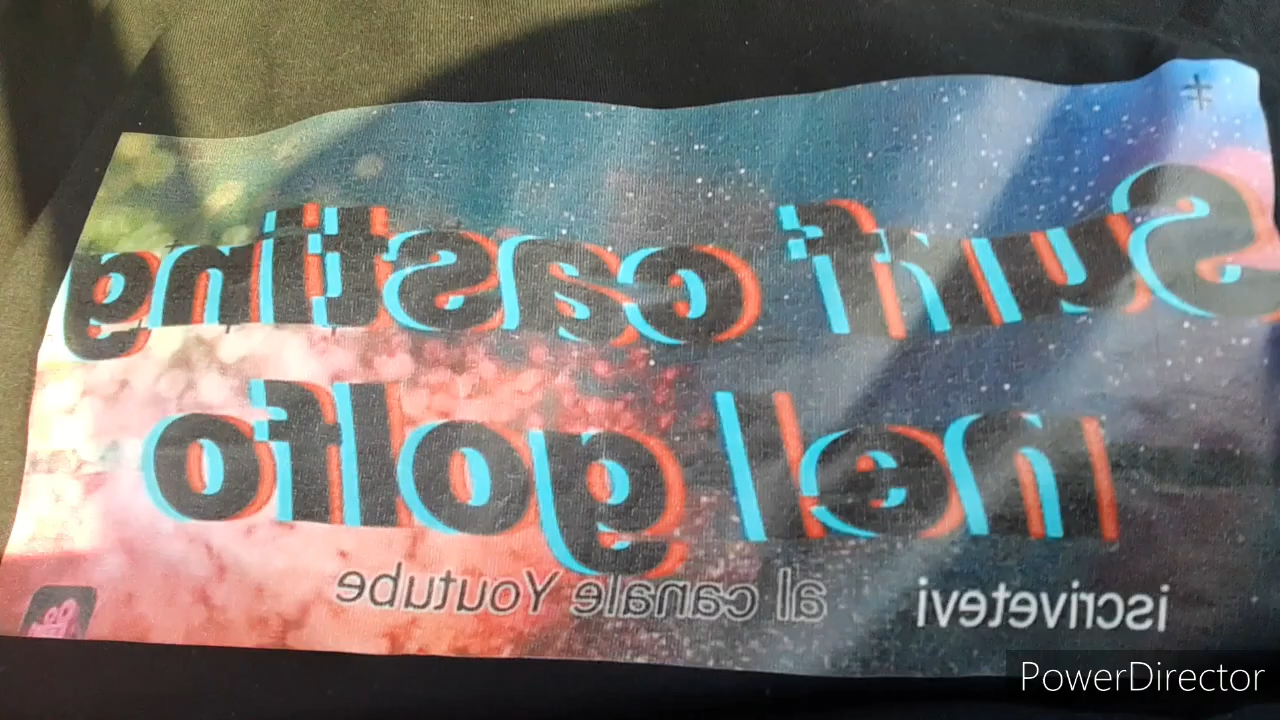 Surf casting
nel golfo
iscrivetevi al canale Youtube
PowerDirector